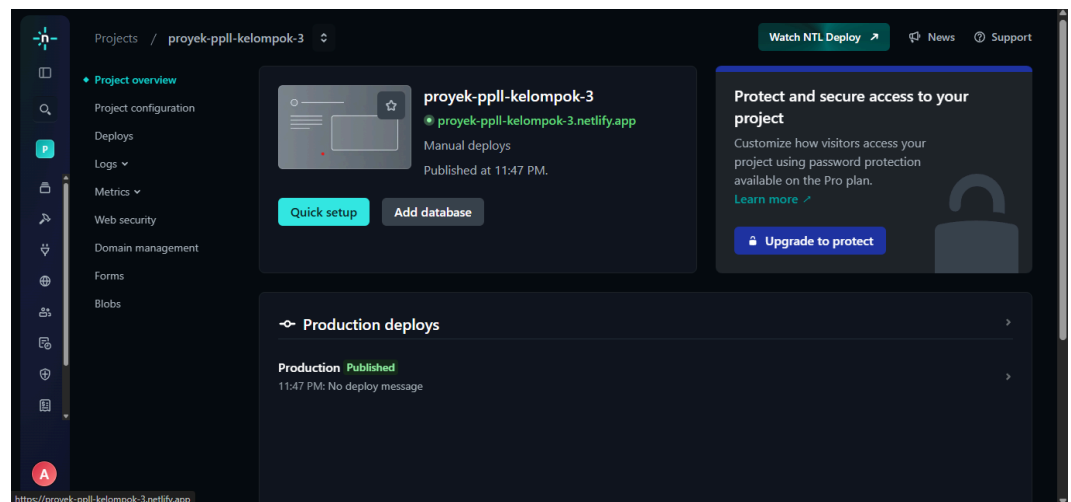 n
Projects / proyek-ppll-kelompok-3
Watch NTL Deploy ↗
News
Support
Project overview
Project configuration
Deploys
Logs
Metrics
Web security
Domain management
Forms
Blobs
proyek-ppll-kelompok-3
proyek-ppll-kelompok-3.netlify.app
Manual deploys
Published at 11:47 PM.
Quick setup
Add database
Protect and secure access to your
project
Customize how visitors access your
project using password protection
available on the Pro plan.
Learn more ↗
Upgrade to protect
Production deploys
Production Published
11:47 PM: No deploy message
P
A
https://proyek-ppll-kelompok-3.netlify.app